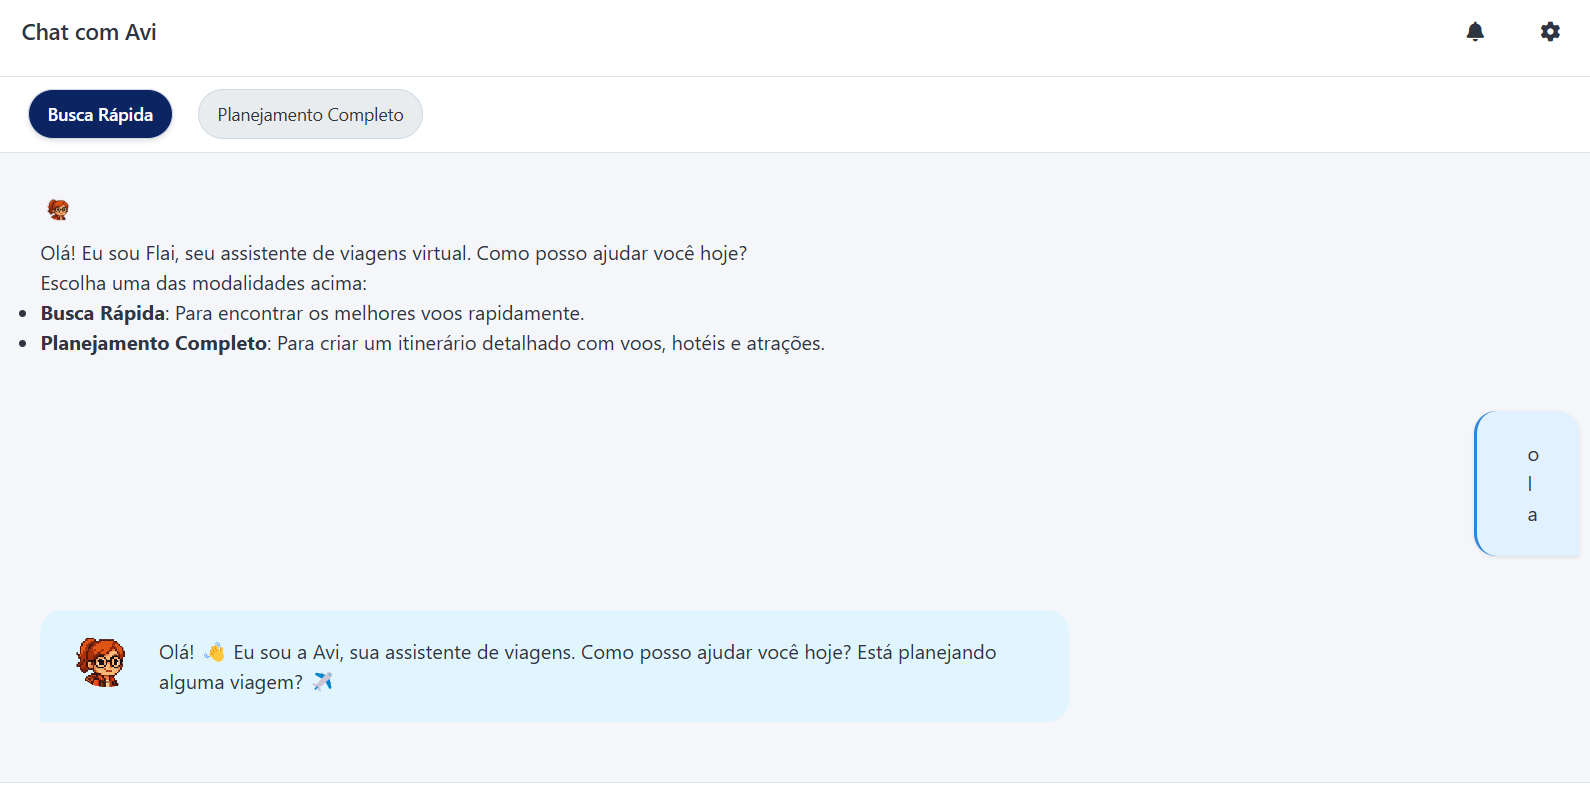 Chat com Avi
Busca Rápida
Planejamento Completo
Olá! Eu sou Flai, seu assistente de viagens virtual. Como posso ajudar você hoje?
Escolha uma das modalidades acima:
• Busca Rápida: Para encontrar os melhores voos rapidamente.
• Planejamento Completo: Para criar um itinerário detalhado com voos, hotéis e atrações.
o
l
a
Olá! 👋 Eu sou a Avi, sua assistente de viagens. Como posso ajudar você hoje? Está planejando
alguma viagem? ✈️